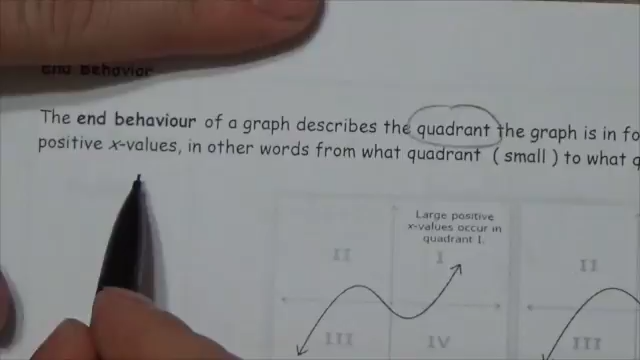 End Behavior
The end behaviour of a graph describes the quadrant the graph is in
positive x-values, in other words from what quadrant ( small ) to what
Large positive
x-values occur in
quadrant I.
II
I
II
III
IV
III